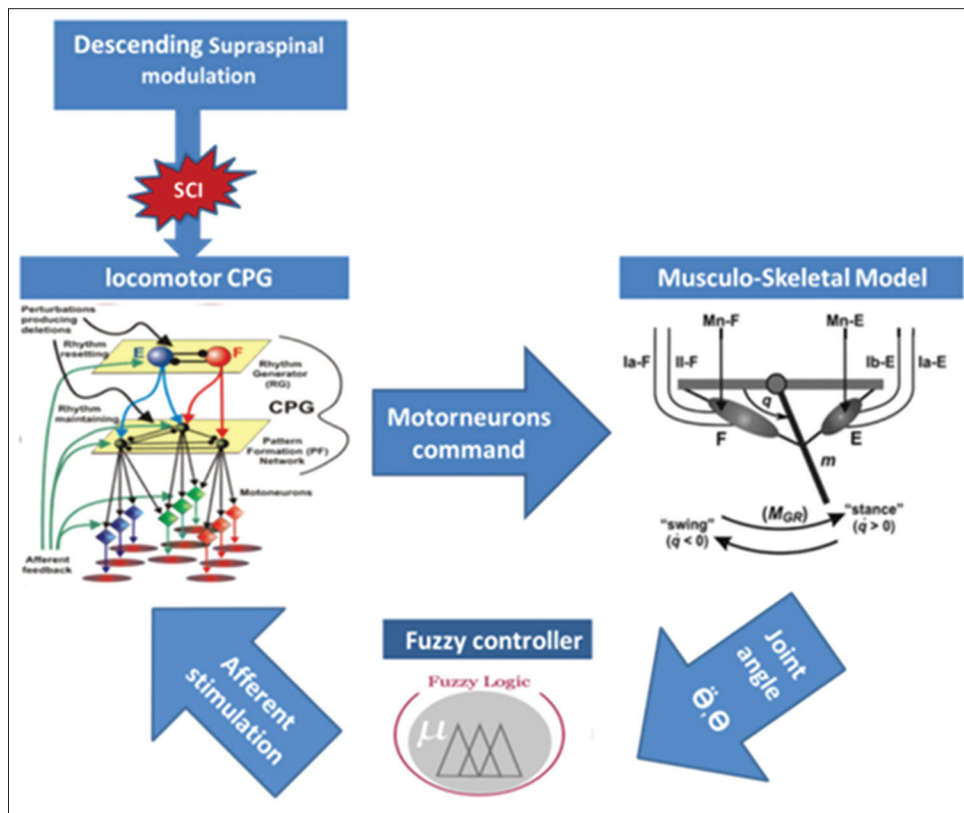 Descending Supraspinal
modulation
SCI
locomotor CPG
Perturbations
producing
deletions
Rhythm
resetting
E
F
Rhythm
Generator
(RG)
CPG
Rhythm
maintaining
Pattern
Formation (PF)
Network
Motoneurons
Afferent
feedback
Motorneurons
command
Musculo-Skeletal Model
Mn-F
Mn-E
Ia-F
II-F
Ib-E
Ia-E
q
F
E
m
(MGR)
"swing"
(q̇ < 0)
"stance"
(q̇ > 0)
Joint
angle
Ӫ,Ө
Fuzzy controller
Fuzzy Logic
μ
Afferent
stimulation